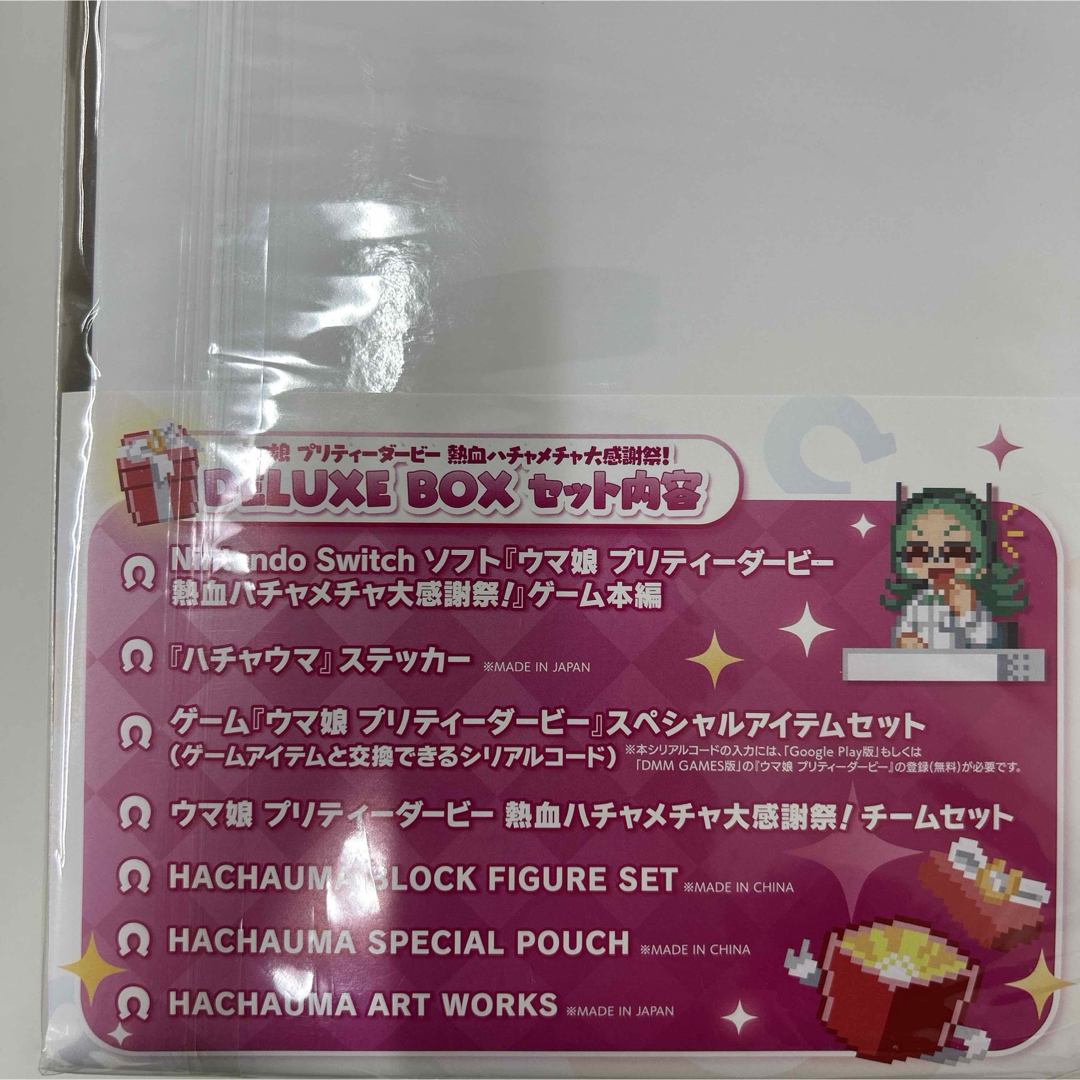 娘 プリティーダービー 熱血ハチャメチャ大感謝祭!
DELUXE BOX セット内容
Nintendo Switch ソフト『ウマ娘 プリティーダービー
熱血ハチャメチャ大感謝祭!』ゲーム本編
『ハチャウマ』ステッカー ※MADE IN JAPAN
ゲーム『ウマ娘 プリティーダービー』スペシャルアイテムセット
(ゲームアイテムと交換できるシリアルコード) ※本シリアルコードの入力には、「Google Play版」もしくは
「DMM GAMES版」の『ウマ娘 プリティーダービー』の登録(無料)が必要です。
ウマ娘 プリティーダービー 熱血ハチャメチャ大感謝祭! チームセット
HACHAUMA BLOCK FIGURE SET ※MADE IN CHINA
HACHAUMA SPECIAL POUCH ※MADE IN CHINA
HACHAUMA ART WORKS ※MADE IN JAPAN